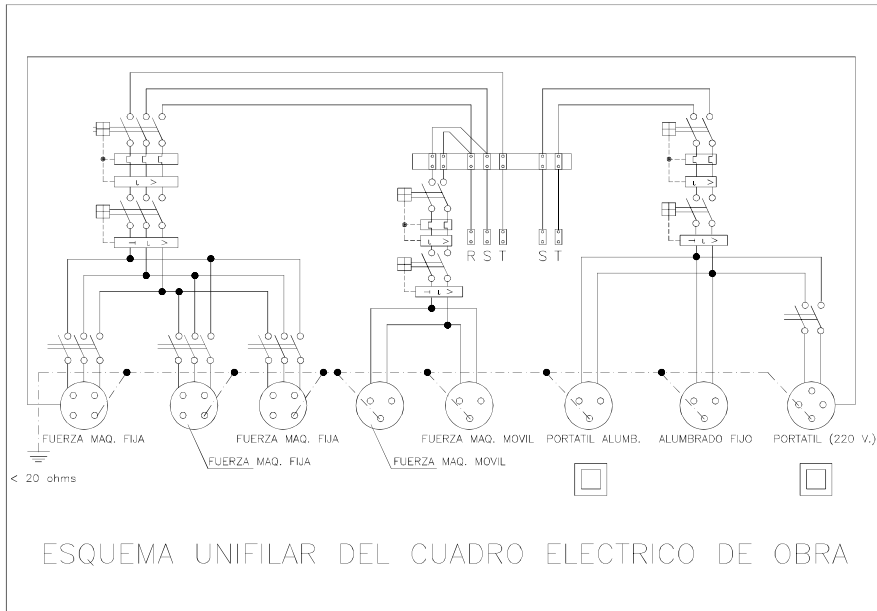 R S T
S T
FUERZA MAQ. FIJA
FUERZA MAQ. FIJA
FUERZA MAQ. MOVIL
PORTATIL ALUMB.
ALUMBRADO FIJO
PORTATIL (220 V.)
FUERZA MAQ. FIJA
FUERZA MAQ. MOVIL
< 20 ohms
ESQUEMA UNIFILAR DEL CUADRO ELECTRICO DE OBRA